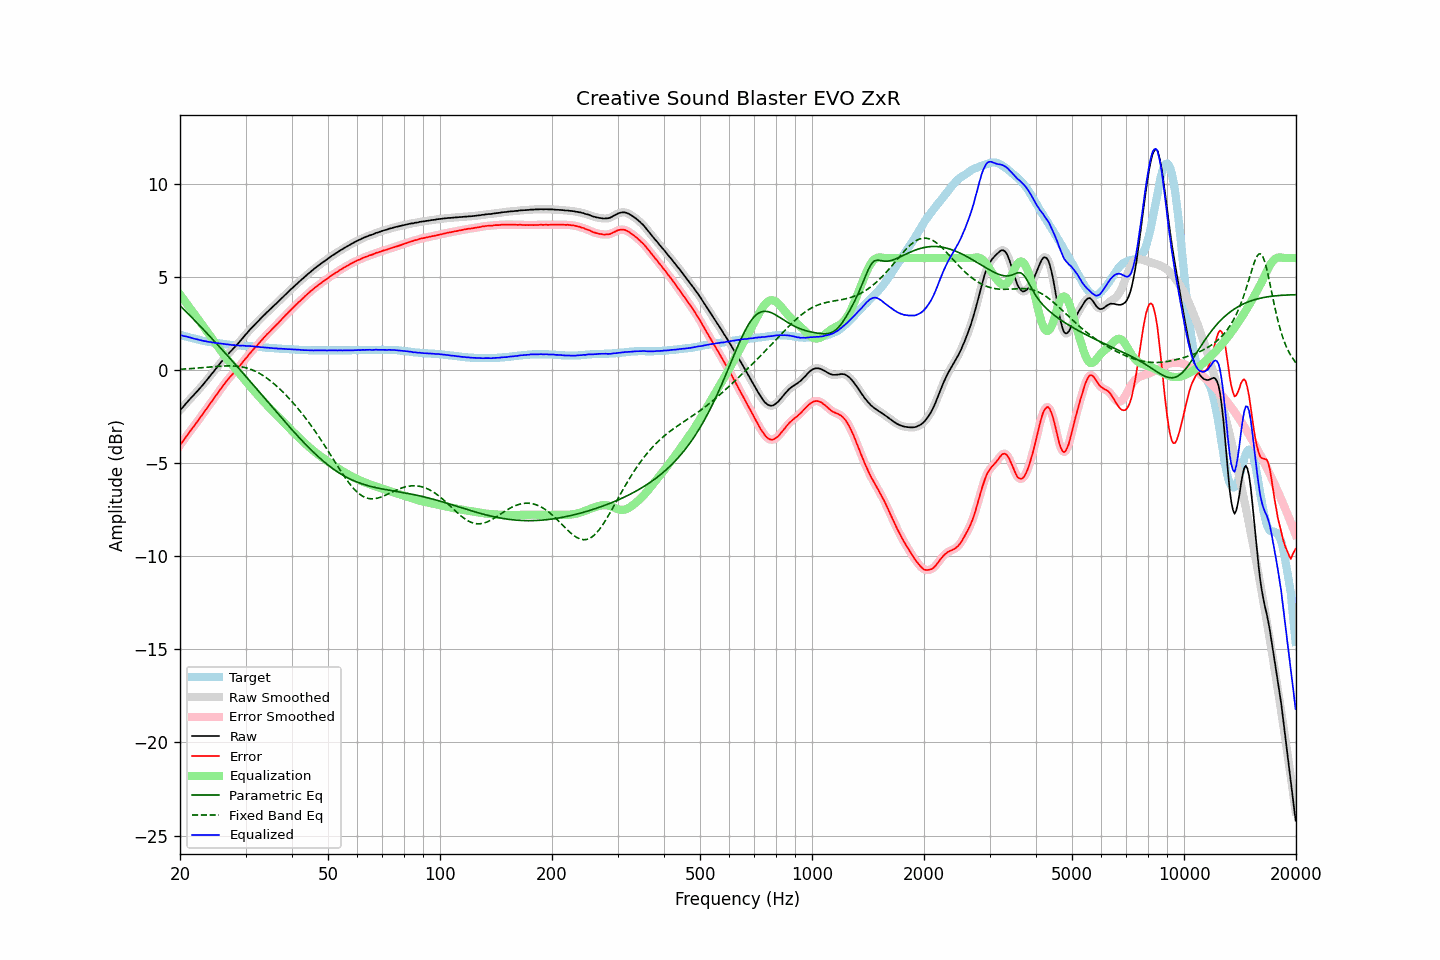 Creative Sound Blaster EVO ZxR
Amplitude (dBr)
10
5
0
−5
−10
−15
−20
−25
Target
Raw Smoothed
Error Smoothed
Raw
Error
Equalization
Parametric Eq
Fixed Band Eq
Equalized
20 50 100 200 500 1000 2000 5000 10000 20000
Frequency (Hz)